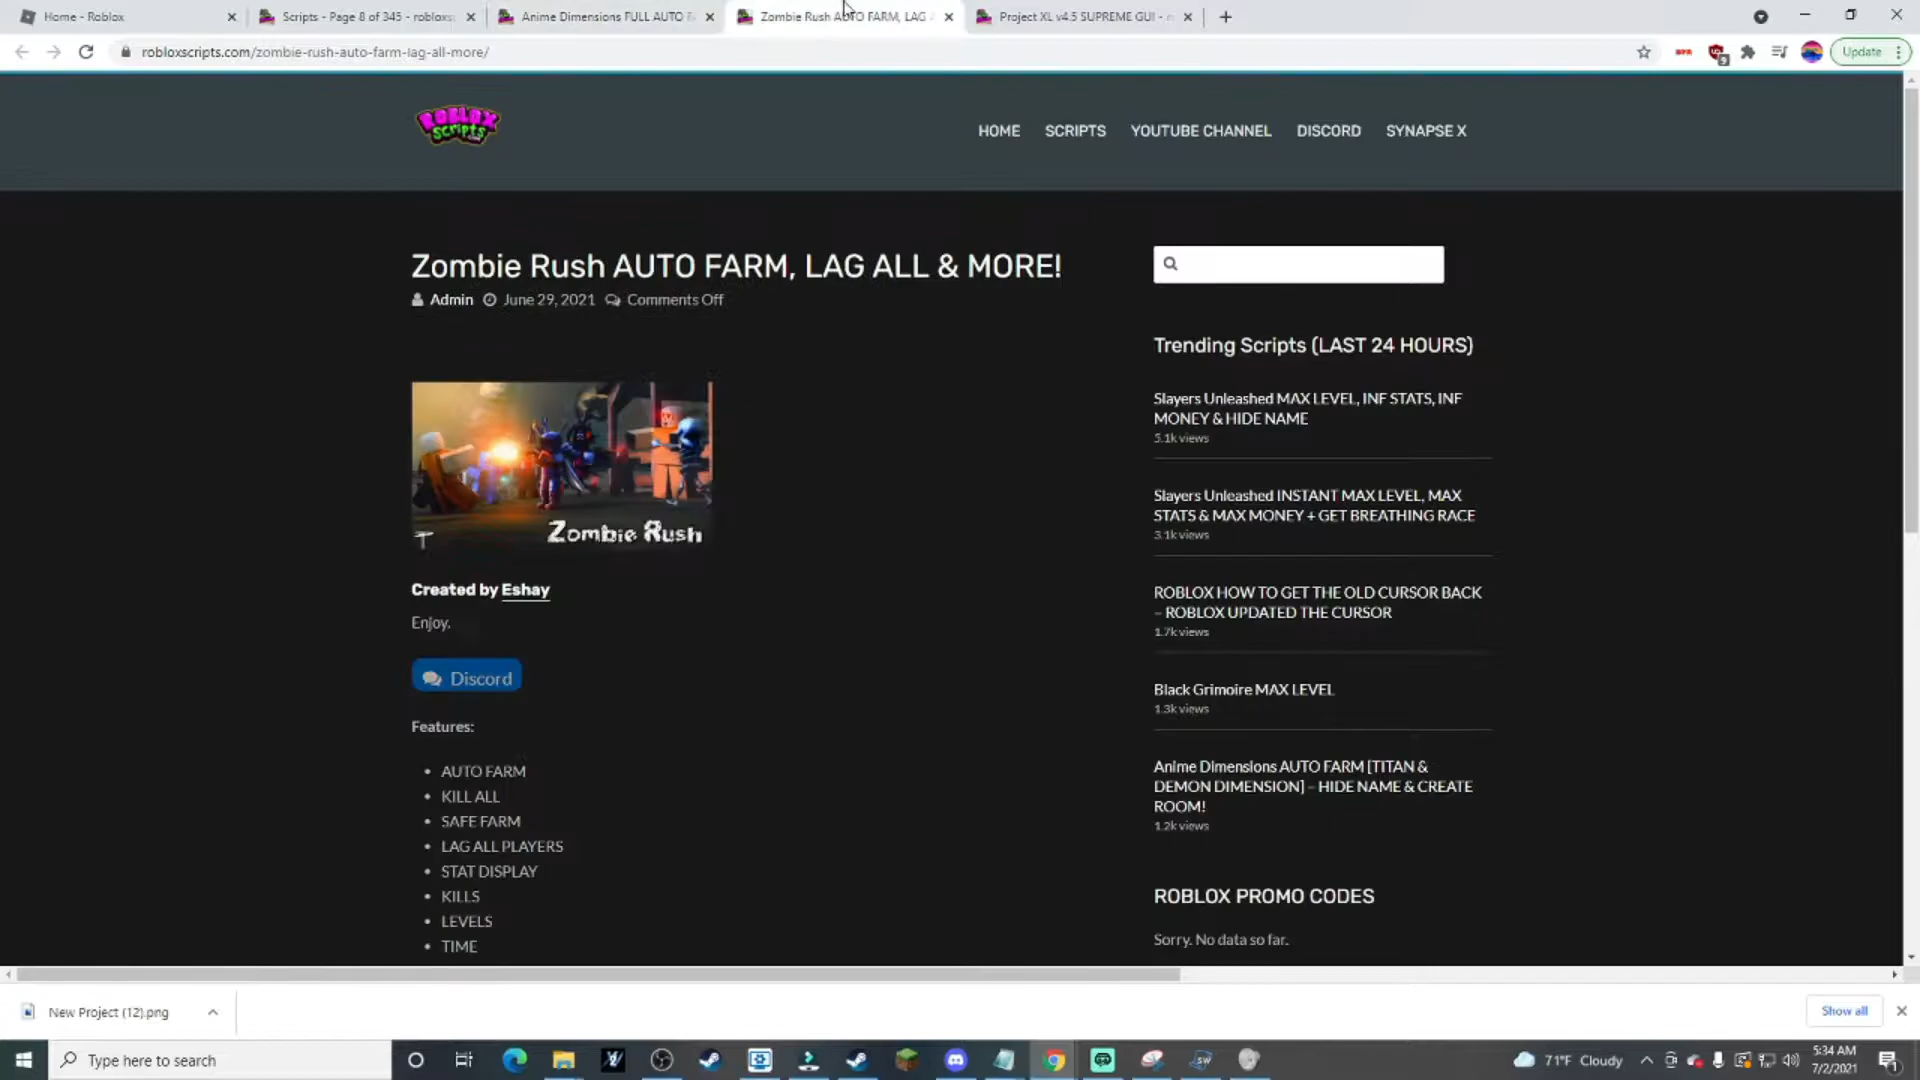 Home - Roblox
Scripts - Page 8 of 345 - robloxs
Anime Dimensions FULL AUTO F
Zombie Rush AUTO FARM, LAG A
Project XL v4.5 SUPREME GUI - r
robloxscripts.com/zombie-rush-auto-farm-lag-all-more/
9
Update
ROBLOX
Scripts
HOME
SCRIPTS
YOUTUBE CHANNEL
DISCORD
SYNAPSE X
Zombie Rush AUTO FARM, LAG ALL & MORE!
Admin June 29, 2021 Comments Off
Zombie Rush
Created by Eshay
Enjoy.
Discord
Features:
• AUTO FARM
• KILL ALL
• SAFE FARM
• LAG ALL PLAYERS
• STAT DISPLAY
• KILLS
• LEVELS
• TIME
Trending Scripts (LAST 24 HOURS)
Slayers Unleashed MAX LEVEL, INF STATS, INF
MONEY & HIDE NAME
5.1k views
Slayers Unleashed INSTANT MAX LEVEL, MAX
STATS & MAX MONEY + GET BREATHING RACE
3.1k views
ROBLOX HOW TO GET THE OLD CURSOR BACK
– ROBLOX UPDATED THE CURSOR
1.7k views
Black Grimoire MAX LEVEL
1.3k views
Anime Dimensions AUTO FARM [TITAN &
DEMON DIMENSION] – HIDE NAME & CREATE
ROOM!
1.2k views
ROBLOX PROMO CODES
Sorry. No data so far.
New Project (12).png
Show all
Type here to search
71°F Cloudy
5:34 AM
7/2/2021